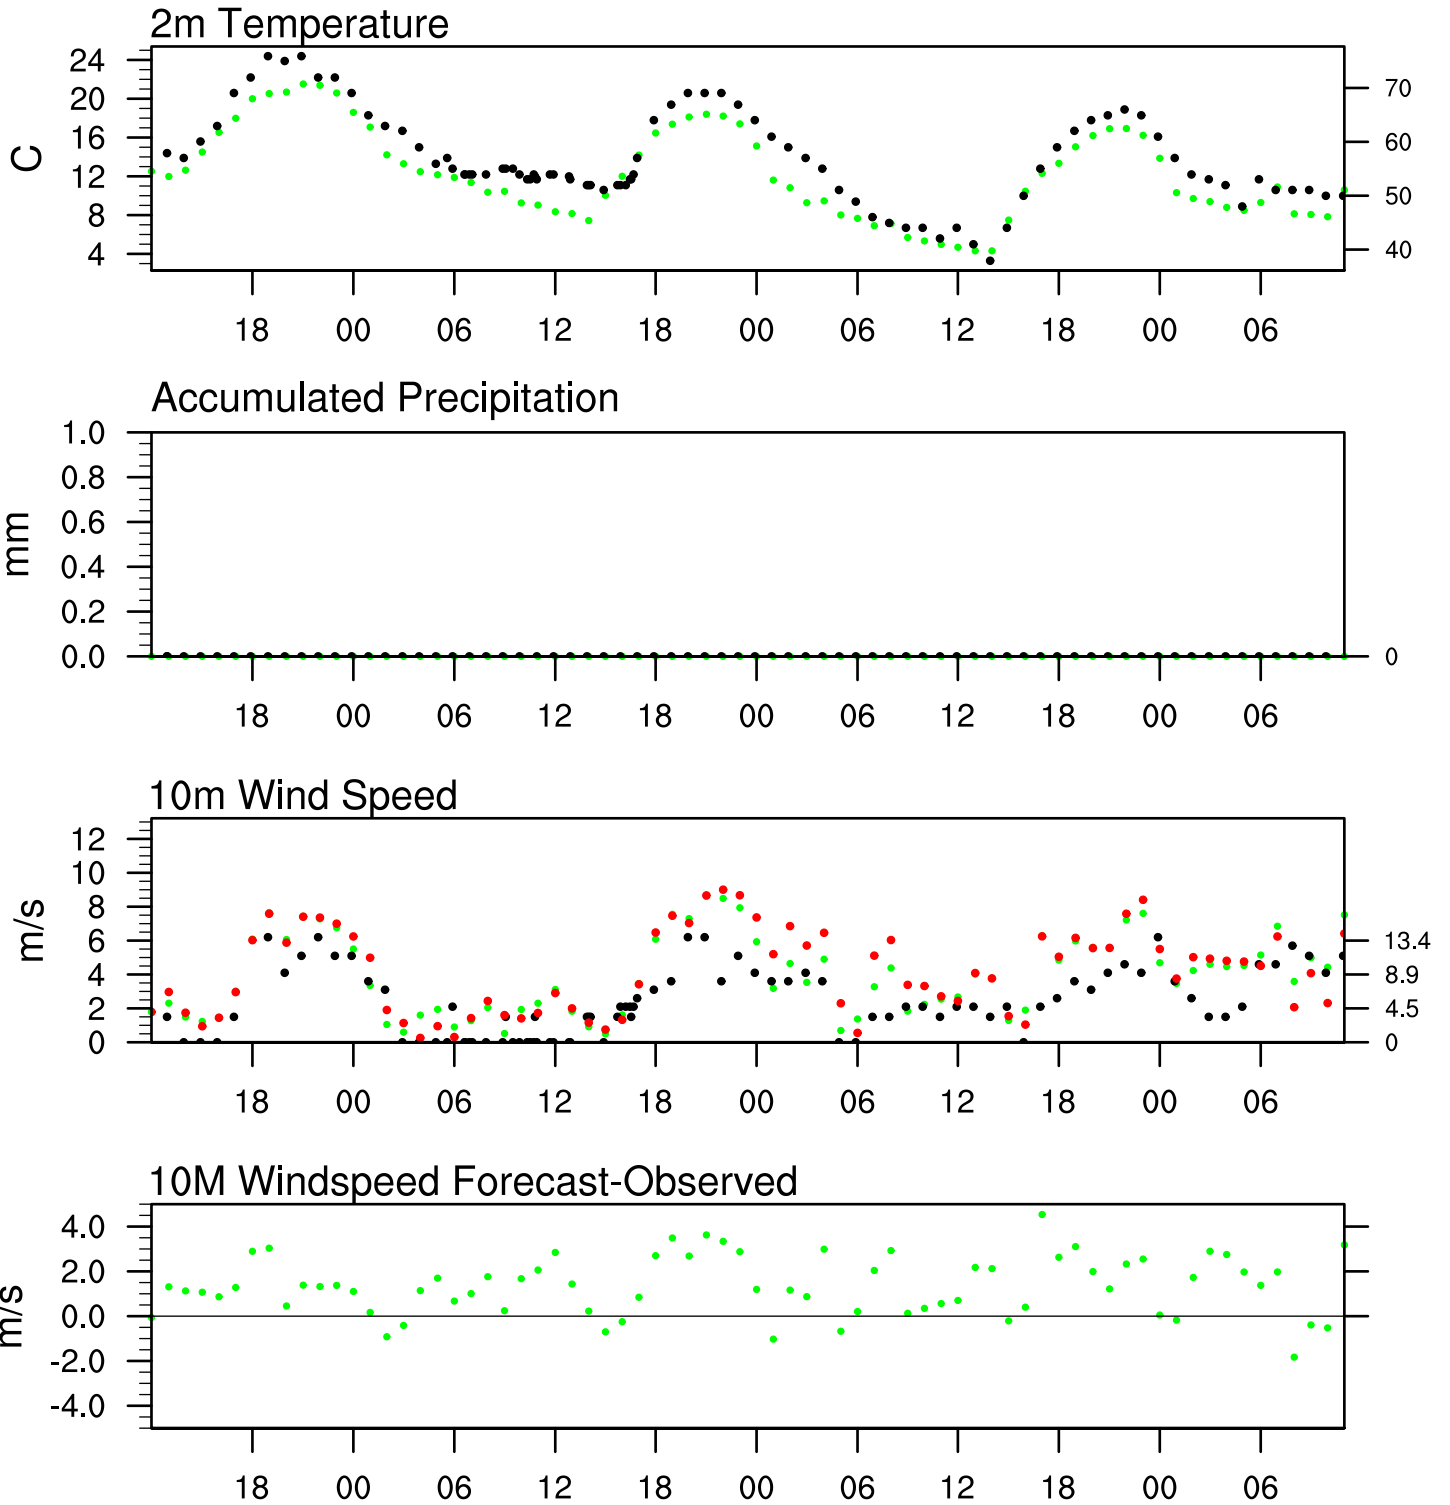 2m Temperature
24
20
16
12
8
4
C
70
60
50
40
18 00 06 12 18 00 06 12 18 00 06
Accumulated Precipitation
1.0
0.8
0.6
0.4
0.2
0.0
mm
0
18 00 06 12 18 00 06 12 18 00 06
10m Wind Speed
12
10
8
6
4
2
0
m/s
13.4
8.9
4.5
0
18 00 06 12 18 00 06 12 18 00 06
10M Windspeed Forecast-Observed
4.0
2.0
0.0
-2.0
-4.0
m/s
18 00 06 12 18 00 06 12 18 00 06